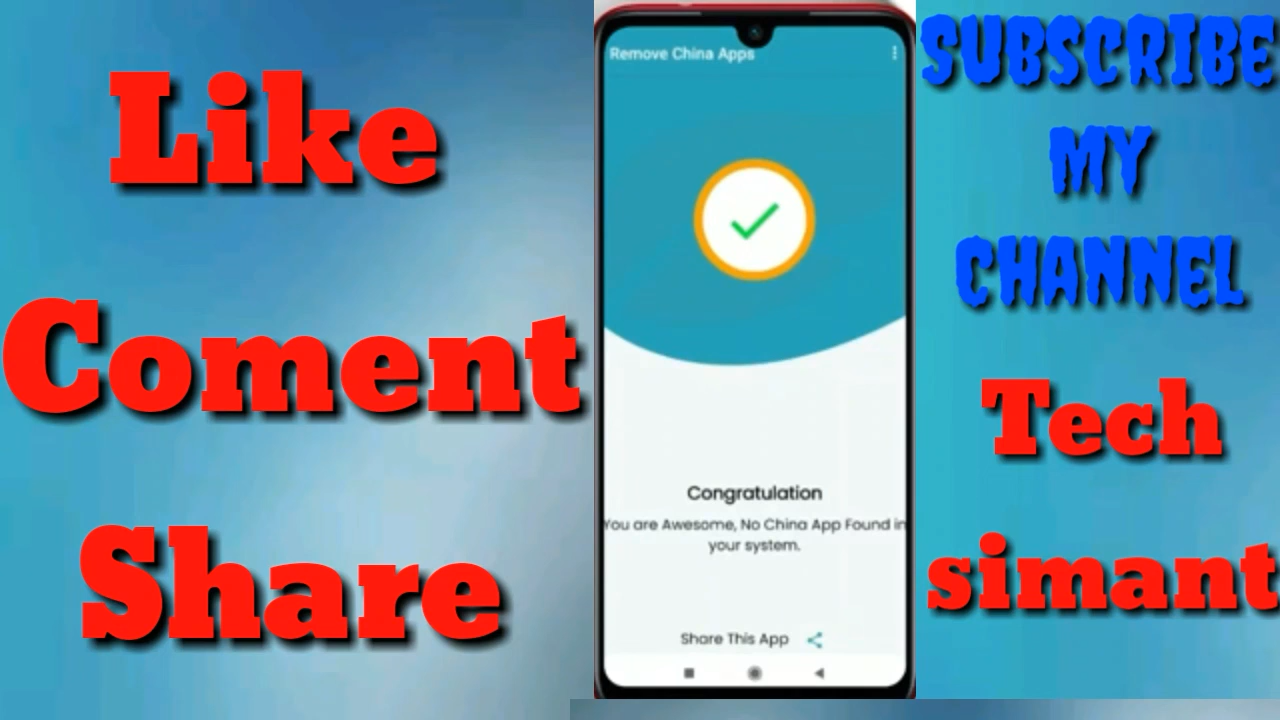 Like
Coment
Share
Remove China Apps
Congratulation
You are Awesome, No China App Found in
your system.
Share This App
SUBSCRIBE
MY
CHANNEL
Tech
simant